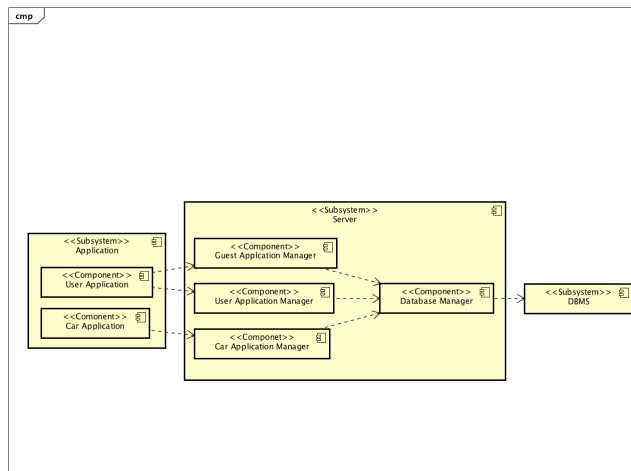 cmp
<<Subsystem>>
Application
<<Component>>
User Application
<<Comonent>>
Car Application
<<Subsystem>>
Server
<<Component>>
Guest Applcation Manager
<<Component>>
User Application Manager
<<Componet>>
Car Application Manager
<<Component>>
Database Manager
<<Subsystem>>
DBMS